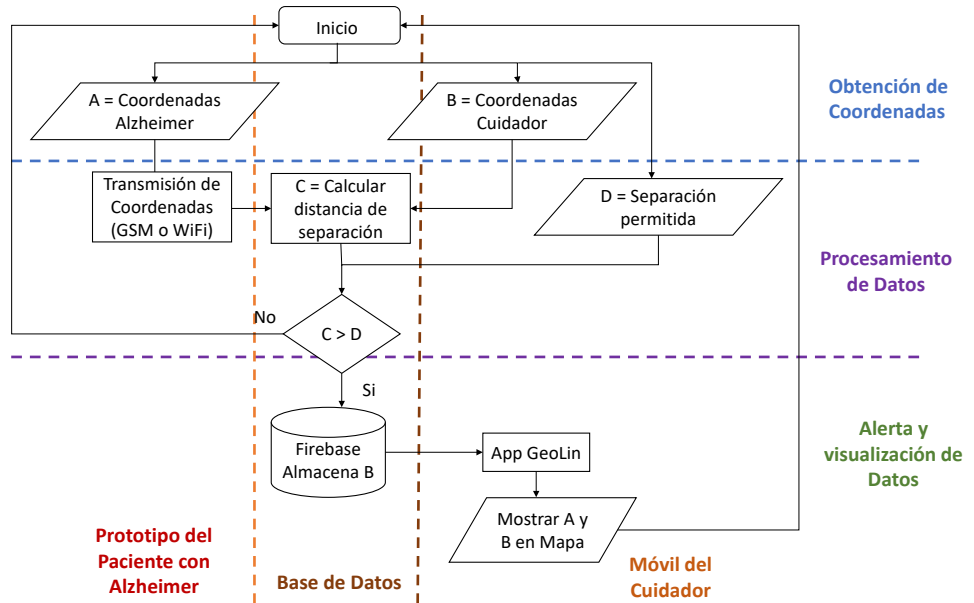 Inicio
A = Coordenadas
Alzheimer
B = Coordenadas
Cuidador
Obtención de
Coordenadas
Transmisión de
Coordenadas
(GSM o WiFi)
C = Calcular
distancia de
separación
D = Separación
permitida
Procesamiento
de Datos
No
C > D
Si
Firebase
Almacena B
App GeoLin
Alerta y
visualización de
Datos
Mostrar A y
B en Mapa
Prototipo del
Paciente con
Alzheimer
Base de Datos
Móvil del
Cuidador